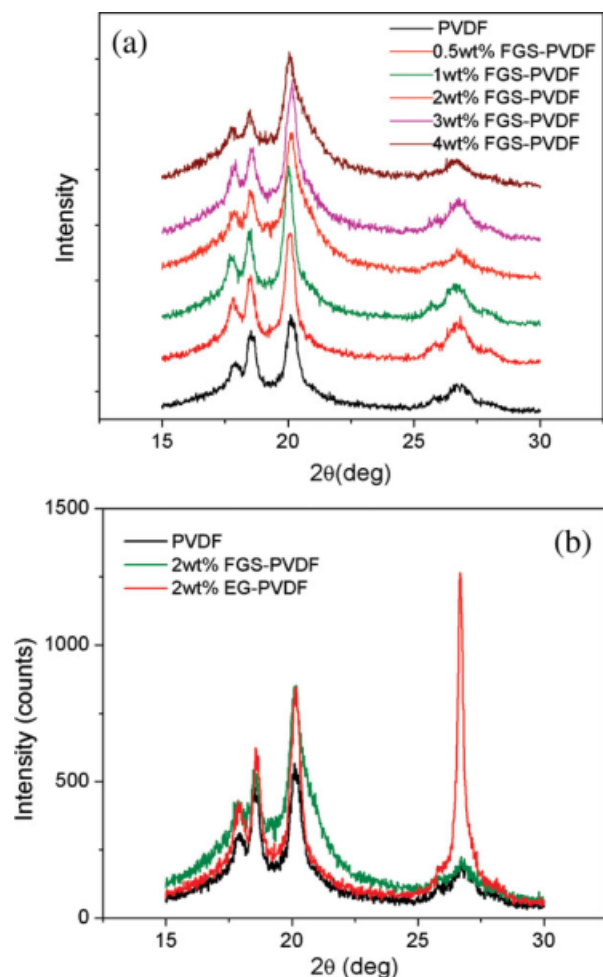 (a)
PVDF
0.5wt% FGS-PVDF
1wt% FGS-PVDF
2wt% FGS-PVDF
3wt% FGS-PVDF
4wt% FGS-PVDF
Intensity
15 20 25 30
2θ(deg)
(b)
PVDF
2wt% FGS-PVDF
2wt% EG-PVDF
Intensity (counts)
1500
1000
500
0
15 20 25 30
2θ (deg)